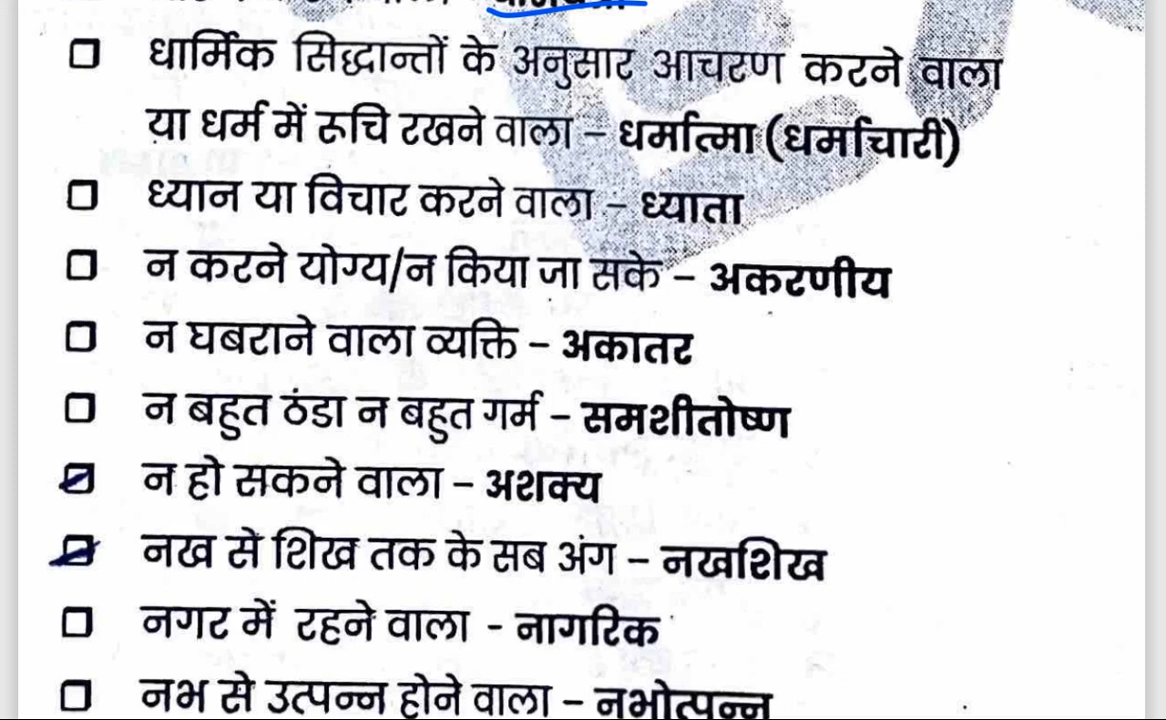 धार्मिक सिद्धान्तों के अनुसार आचरण करने वाला
या धर्म में रूचि रखने वाला – धर्मात्मा (धर्माचारी)
ध्यान या विचार करने वाला – ध्याता
न करने योग्य/न किया जा सके – अकरणीय
न घबराने वाला व्यक्ति – अकातर
न बहुत ठंडा न बहुत गर्म – समशीतोष्ण
न हो सकने वाला – अशक्य
नख से शिख तक के सब अंग – नखशिख
नगर में रहने वाला - नागरिक
नभ से उत्पन्न होने वाला – नभोत्पन्न